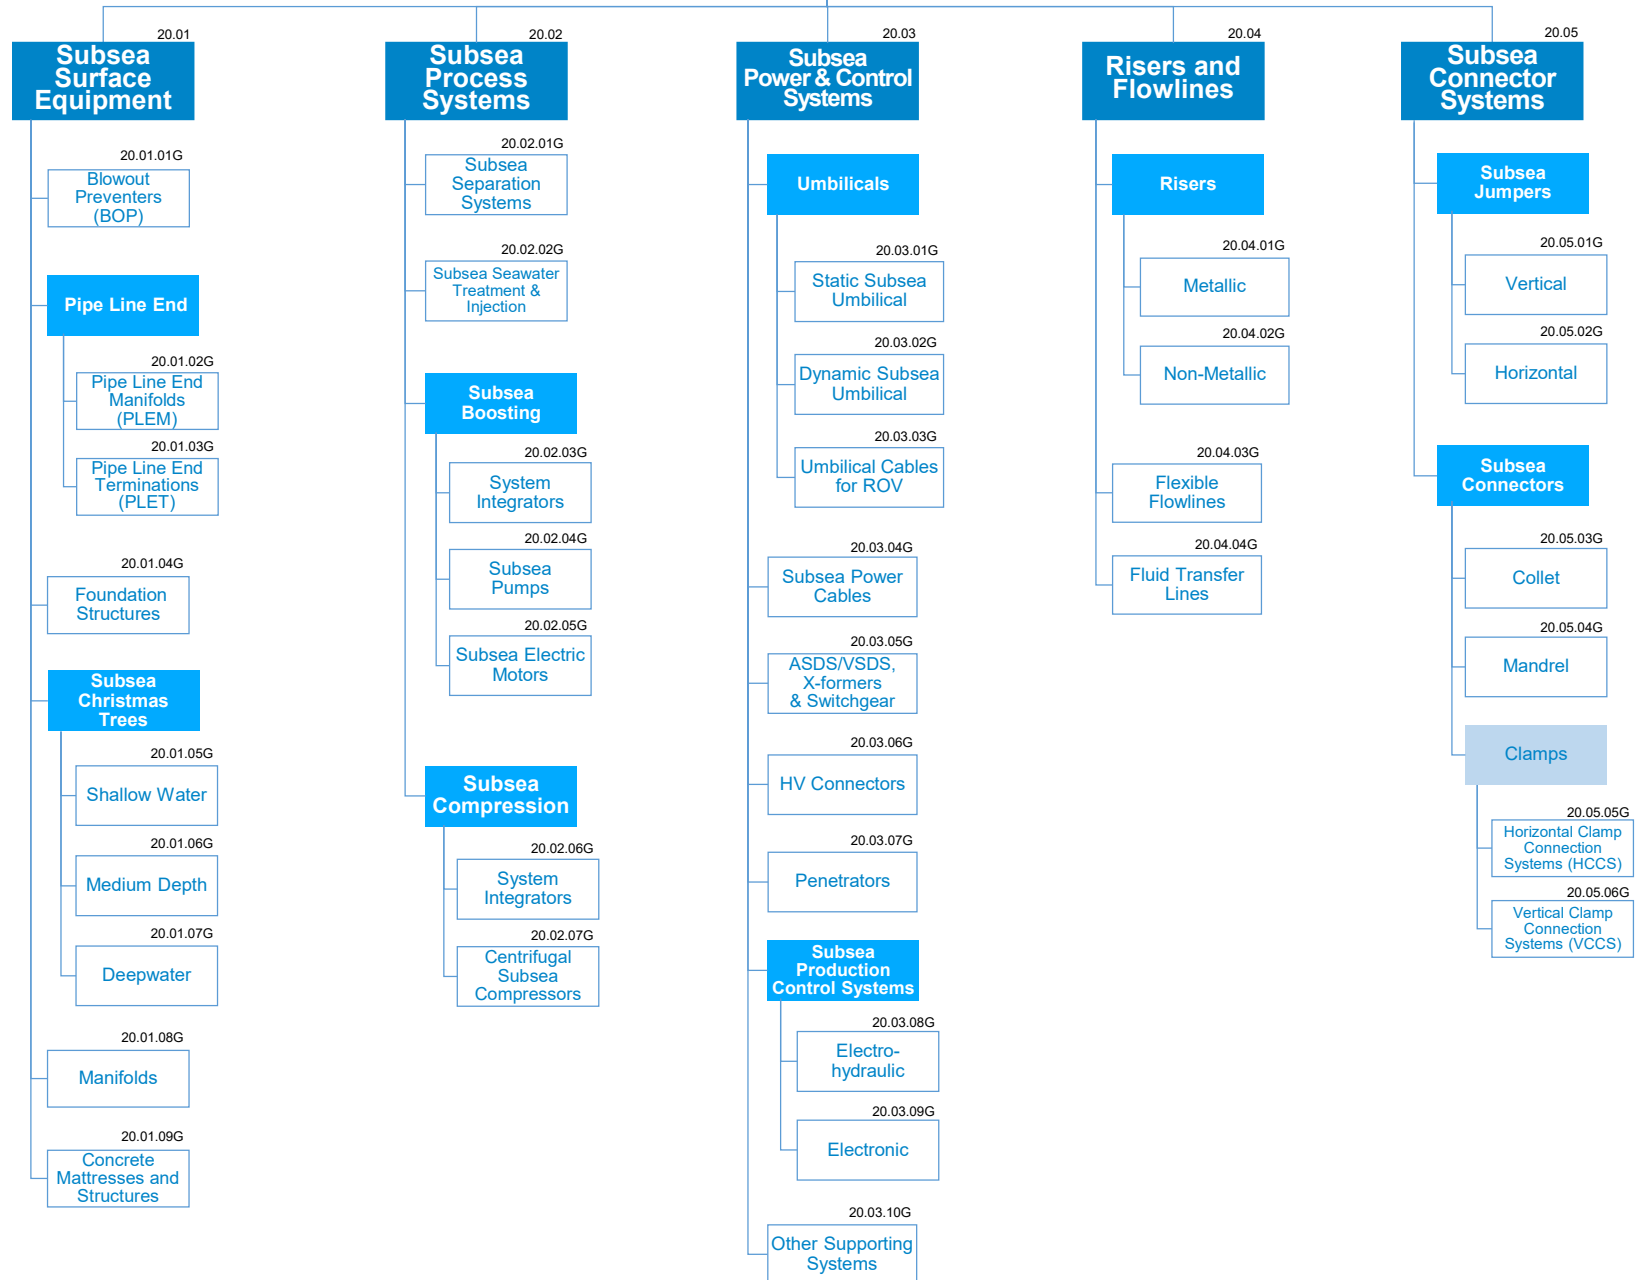 20.01
Subsea
Surface
Equipment
20.01.01G
Blowout
Preventers
(BOP)
Pipe Line End
20.01.02G
Pipe Line End
Manifolds
(PLEM)
20.01.03G
Pipe Line End
Terminations
(PLET)
20.01.04G
Foundation
Structures
Subsea
Christmas
Trees
20.01.05G
Shallow Water
20.01.06G
Medium Depth
20.01.07G
Deepwater
20.01.08G
Manifolds
20.01.09G
Concrete
Mattresses and
Structures
20.02
Subsea
Process
Systems
20.02.01G
Subsea
Separation
Systems
20.02.02G
Subsea Seawater
Treatment &
Injection
Subsea
Boosting
20.02.03G
System
Integrators
20.02.04G
Subsea
Pumps
20.02.05G
Subsea Electric
Motors
Subsea
Compression
20.02.06G
System
Integrators
20.02.07G
Centrifugal
Subsea
Compressors
20.03
Subsea
Power & Control
Systems
Umbilicals
20.03.01G
Static Subsea
Umbilical
20.03.02G
Dynamic Subsea
Umbilical
20.03.03G
Umbilical Cables
for ROV
20.03.04G
Subsea Power
Cables
20.03.05G
ASDS/VSDS,
X-formers
& Switchgear
20.03.06G
HV Connectors
20.03.07G
Penetrators
Subsea
Production
Control Systems
20.03.08G
Electro-
hydraulic
20.03.09G
Electronic
20.03.10G
Other Supporting
Systems
20.04
Risers and
Flowlines
Risers
20.04.01G
Metallic
20.04.02G
Non-Metallic
20.04.03G
Flexible
Flowlines
20.04.04G
Fluid Transfer
Lines
20.05
Subsea
Connector
Systems
Subsea
Jumpers
20.05.01G
Vertical
20.05.02G
Horizontal
Subsea
Connectors
20.05.03G
Collet
20.05.04G
Mandrel
Clamps
20.05.05G
Horizontal Clamp
Connection
Systems (HCCS)
20.05.06G
Vertical Clamp
Connection
Systems (VCCS)